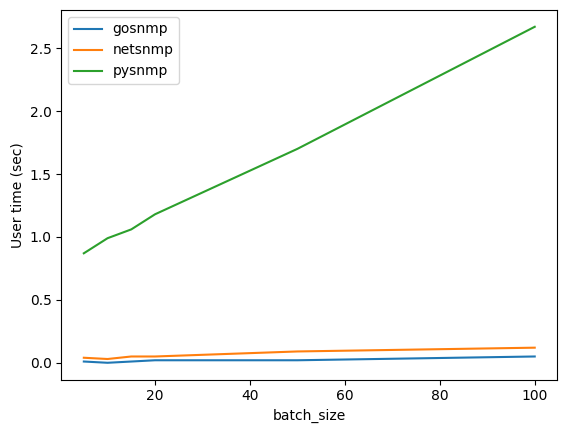 gosnmp
netsnmp
pysnmp
User time (sec)
2.5
2.0
1.5
1.0
0.5
0.0
20 40 60 80 100
batch_size